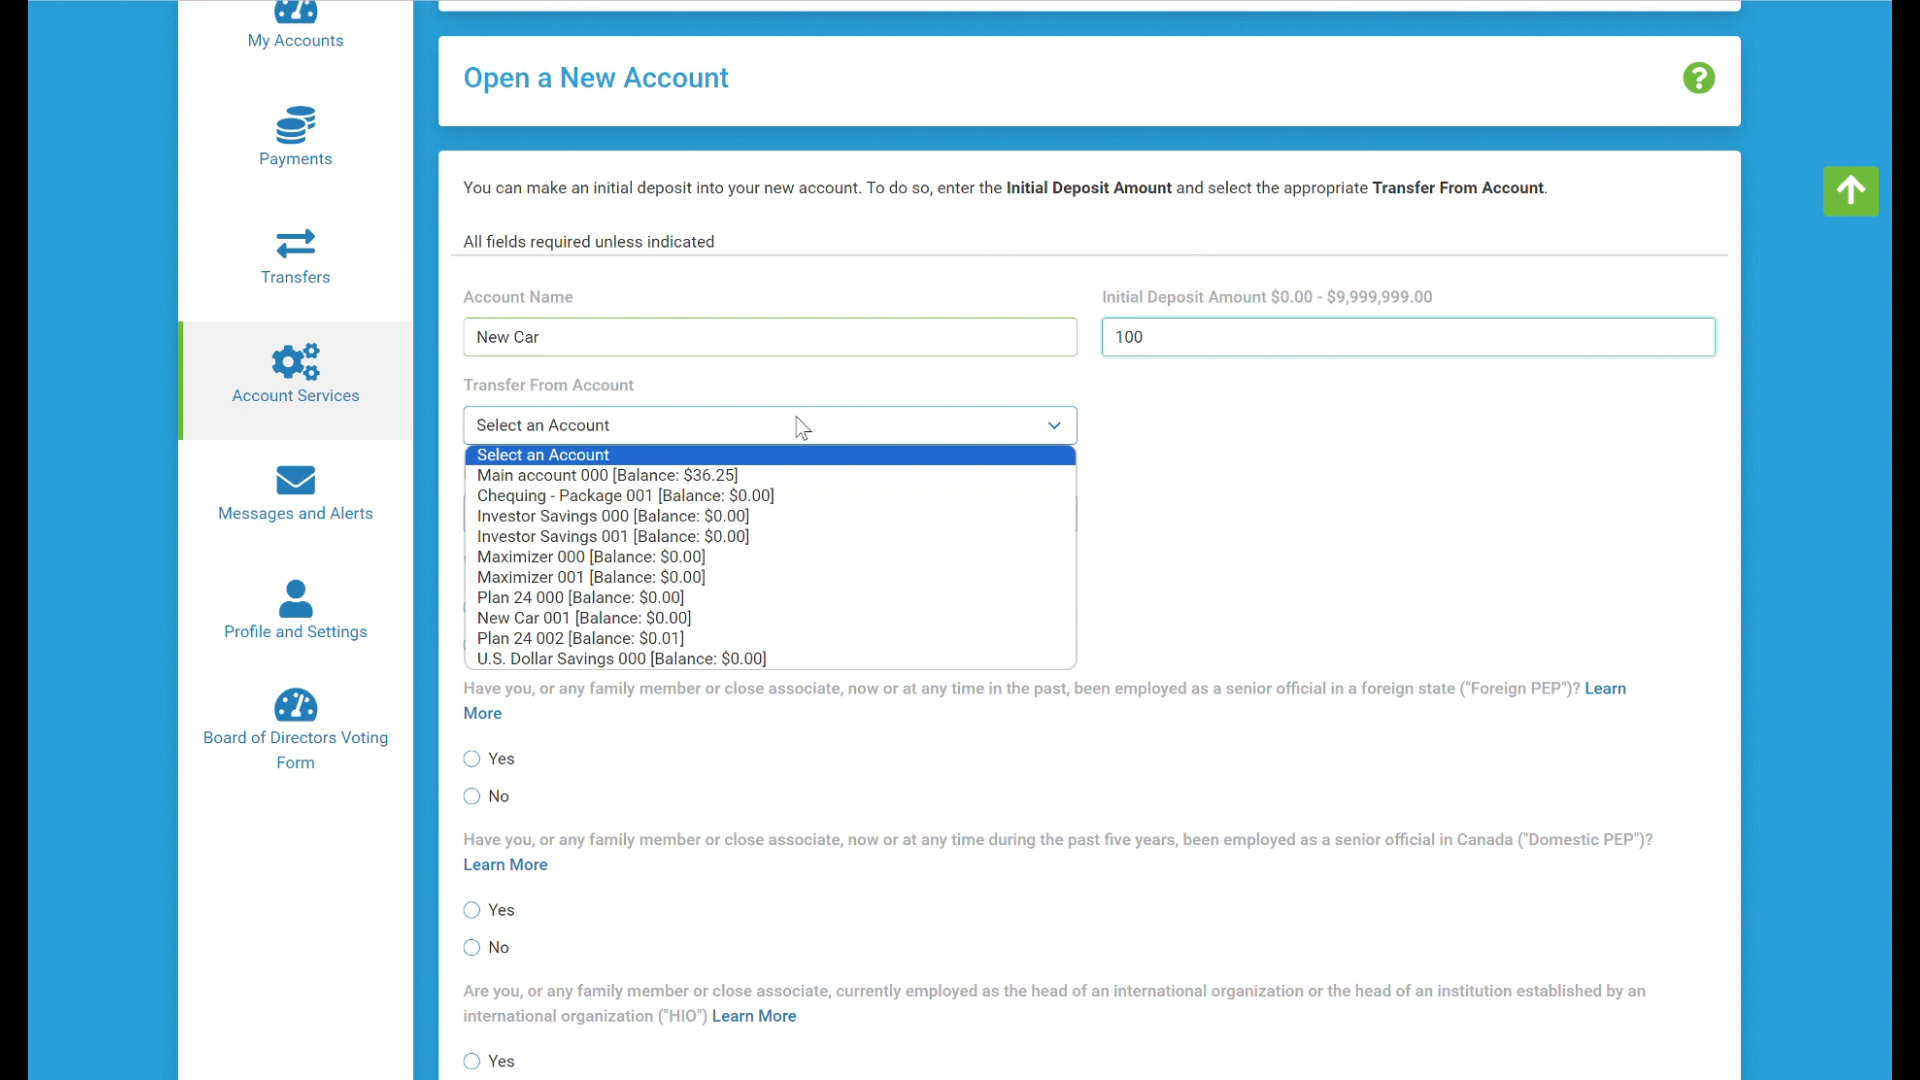 My Accounts
Payments
Transfers
Account Services
Messages and Alerts
Profile and Settings
Board of Directors Voting
Form
Open a New Account
?
You can make an initial deposit into your new account. To do so, enter the Initial Deposit Amount and select the appropriate Transfer From Account.
All fields required unless indicated
Account Name
Initial Deposit Amount $0.00 - $9,999,999.00
New Car
100
Transfer From Account
Select an Account
Select an Account
Main account 000 [Balance: $36.25]
Chequing - Package 001 [Balance: $0.00]
Investor Savings 000 [Balance: $0.00]
Investor Savings 001 [Balance: $0.00]
Maximizer 000 [Balance: $0.00]
Maximizer 001 [Balance: $0.00]
Plan 24 000 [Balance: $0.00]
New Car 001 [Balance: $0.00]
Plan 24 002 [Balance: $0.01]
U.S. Dollar Savings 000 [Balance: $0.00]
Have you, or any family member or close associate, now or at any time in the past, been employed as a senior official in a foreign state ("Foreign PEP")? Learn
More
Yes
No
Have you, or any family member or close associate, now or at any time during the past five years, been employed as a senior official in Canada ("Domestic PEP")?
Learn More
Yes
No
Are you, or any family member or close associate, currently employed as the head of an international organization or the head of an institution established by an
international organization ("HIO") Learn More
Yes